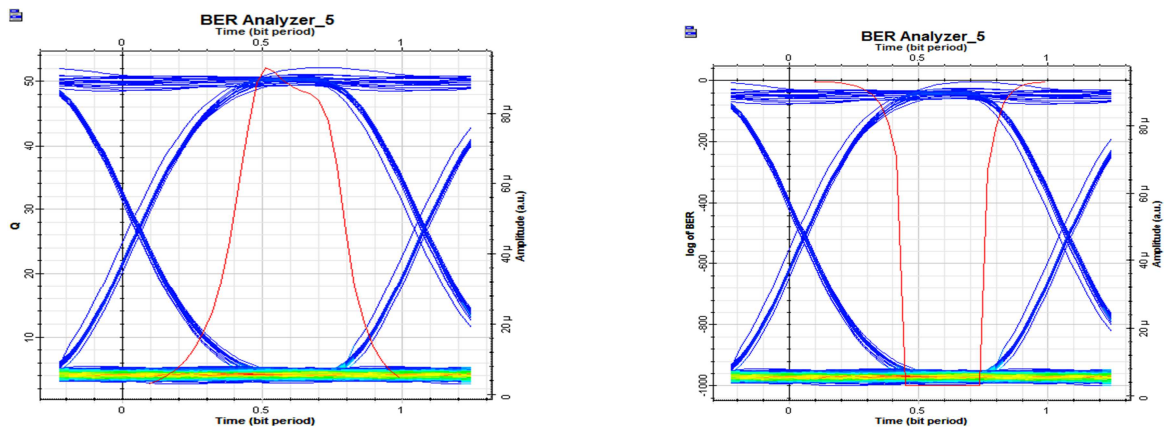 BER Analyzer_5
Time (bit period)
0 0.5 1
Q
50
40
30
20
10
Amplitude (a.u.)
80 µ
60 µ
40 µ
20 µ
0
0 0.5 1
Time (bit period)
BER Analyzer_5
Time (bit period)
0 0.5 1
log of BER
0
-200
-400
-600
-800
-1000
Amplitude (a.u.)
80 µ
60 µ
40 µ
20 µ
0
0 0.5 1
Time (bit period)